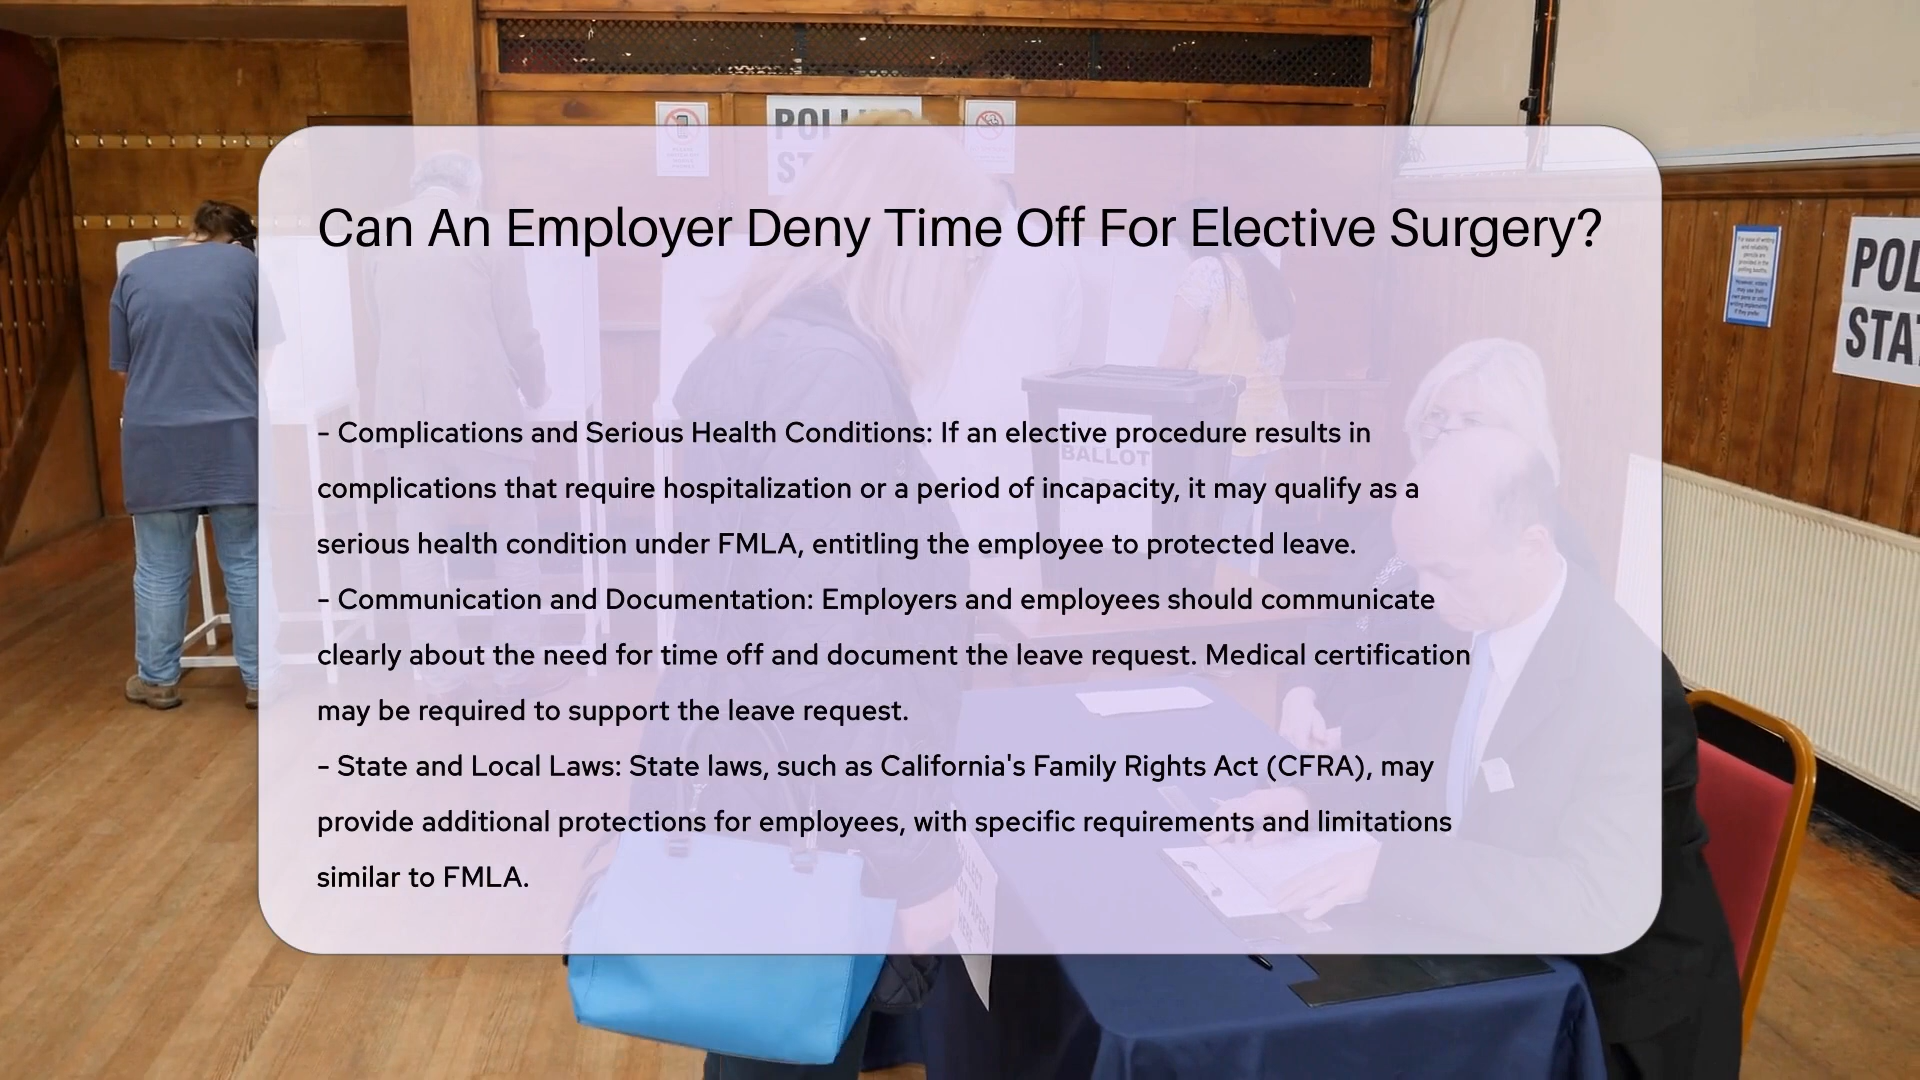 POLLING
ST
Can An Employer Deny Time Off For Elective Surgery?
POL
STA
– Complications and Serious Health Conditions: If an elective procedure results in
complications that require hospitalization or a period of incapacity, it may qualify as a
serious health condition under FMLA, entitling the employee to protected leave.
– Communication and Documentation: Employers and employees should communicate
clearly about the need for time off and document the leave request. Medical certification
may be required to support the leave request.
– State and Local Laws: State laws, such as California's Family Rights Act (CFRA), may
provide additional protections for employees, with specific requirements and limitations
similar to FMLA.
BALLOT